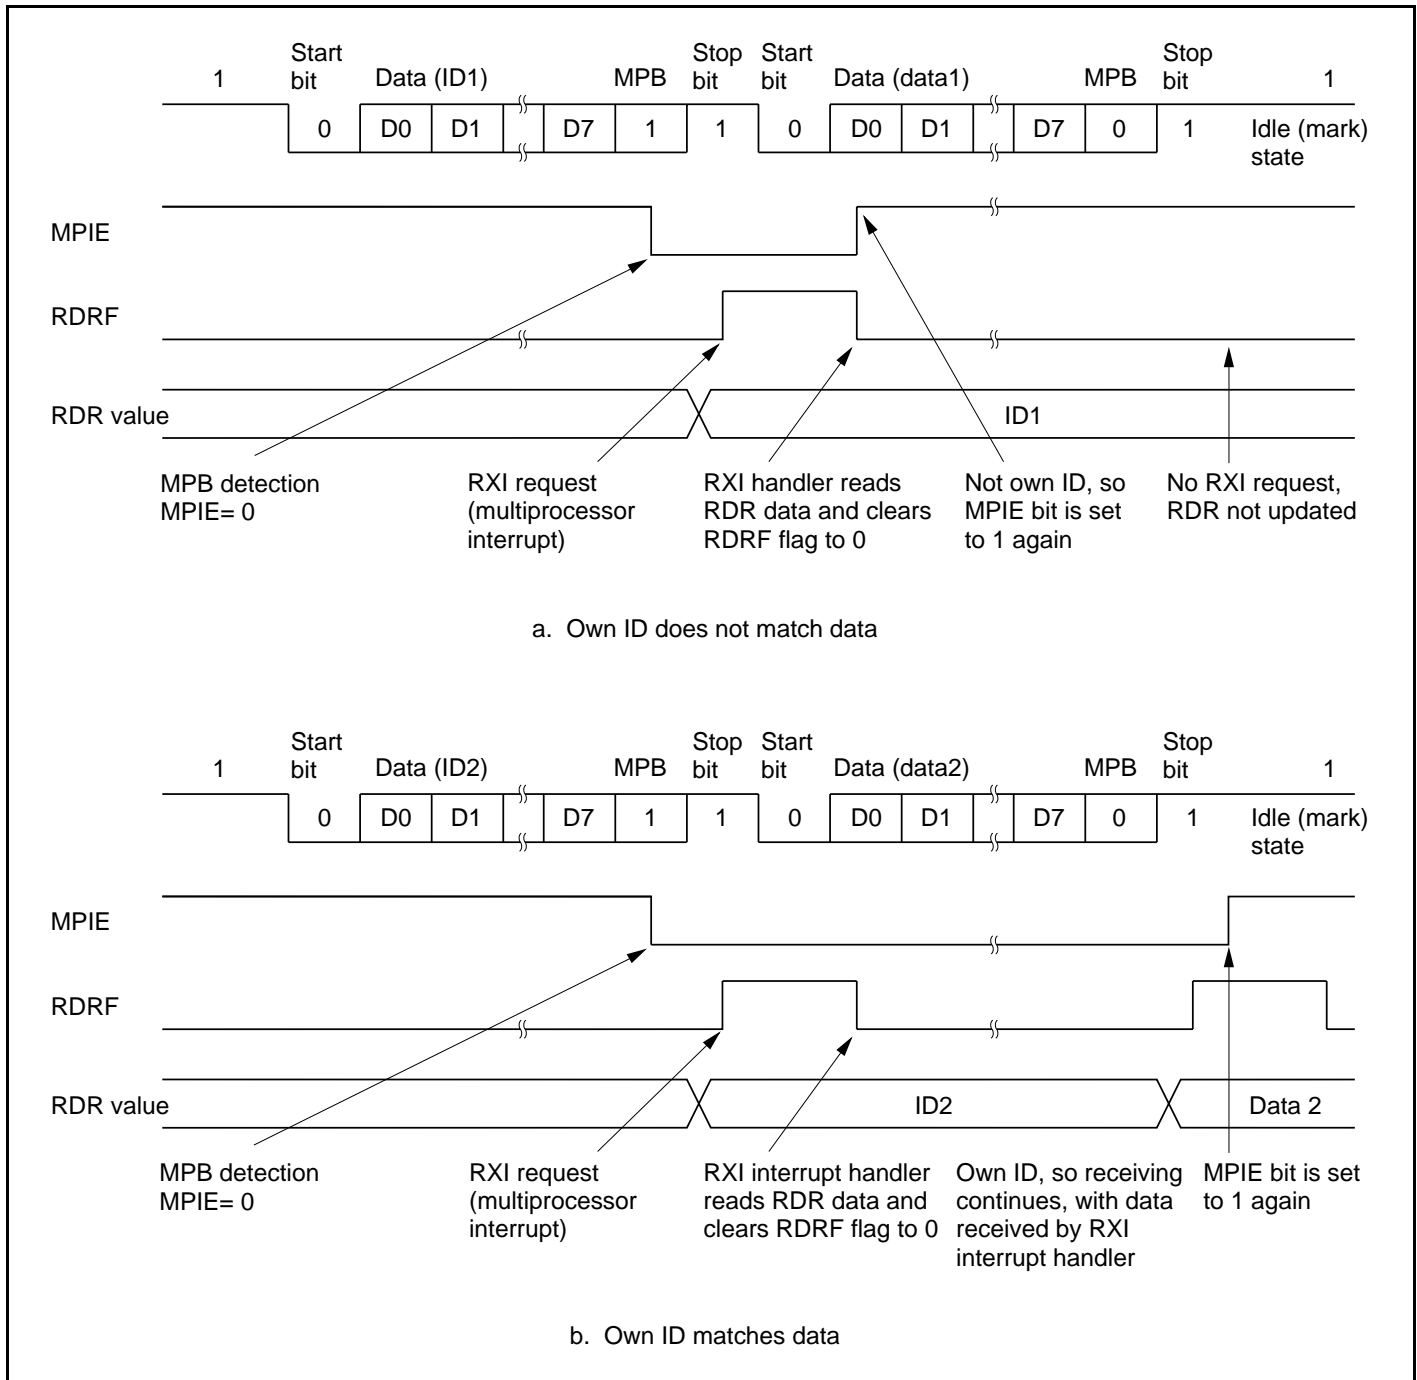 Start Stop Start Stop
1 bit Data (ID1) MPB bit bit Data (data1) MPB bit 1
0 D0 D1 D7 1 1 0 D0 D1 D7 0 1 Idle (mark)
state
MPIE
RDRF
RDR value ID1
MPB detection
MPIE= 0
RXI request
(multiprocessor
interrupt)
RXI handler reads
RDR data and clears
RDRF flag to 0
Not own ID, so
MPIE bit is set
to 1 again
No RXI request,
RDR not updated
a. Own ID does not match data
Start Stop Start Stop
1 bit Data (ID2) MPB bit bit Data (data2) MPB bit 1
0 D0 D1 D7 1 1 0 D0 D1 D7 0 1 Idle (mark)
state
MPIE
RDRF
RDR value ID2 Data 2
MPB detection
MPIE= 0
RXI request
(multiprocessor
interrupt)
RXI interrupt handler
reads RDR data and
clears RDRF flag to 0
Own ID, so receiving
continues, with data
received by RXI
interrupt handler
MPIE bit is set
to 1 again
b. Own ID matches data